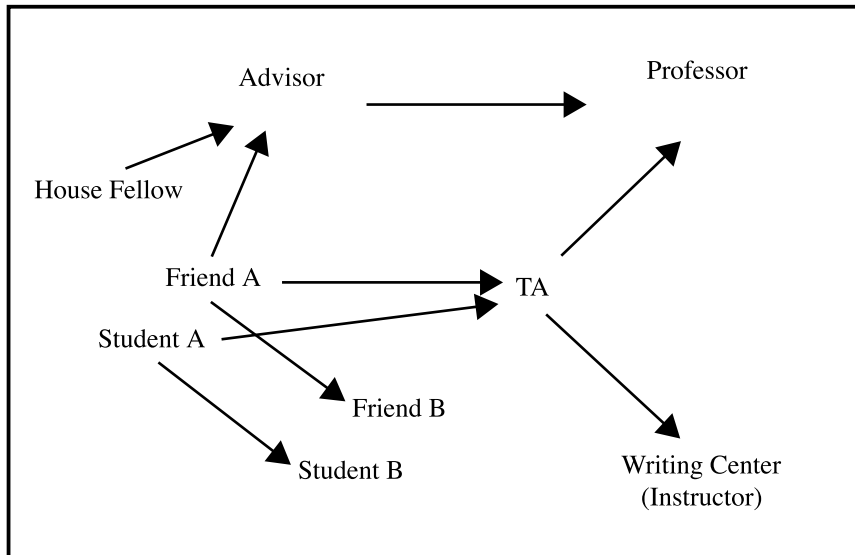 Advisor
Professor
House Fellow
Friend A
TA
Student A
Friend B
Student B
Writing Center
(Instructor)